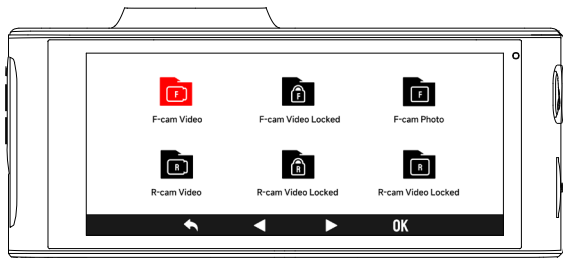 F
F
F
F-cam Video
F-cam Video Locked
F-cam Photo
R
R
R
R-cam Video
R-cam Video Locked
R-cam Video Locked
OK